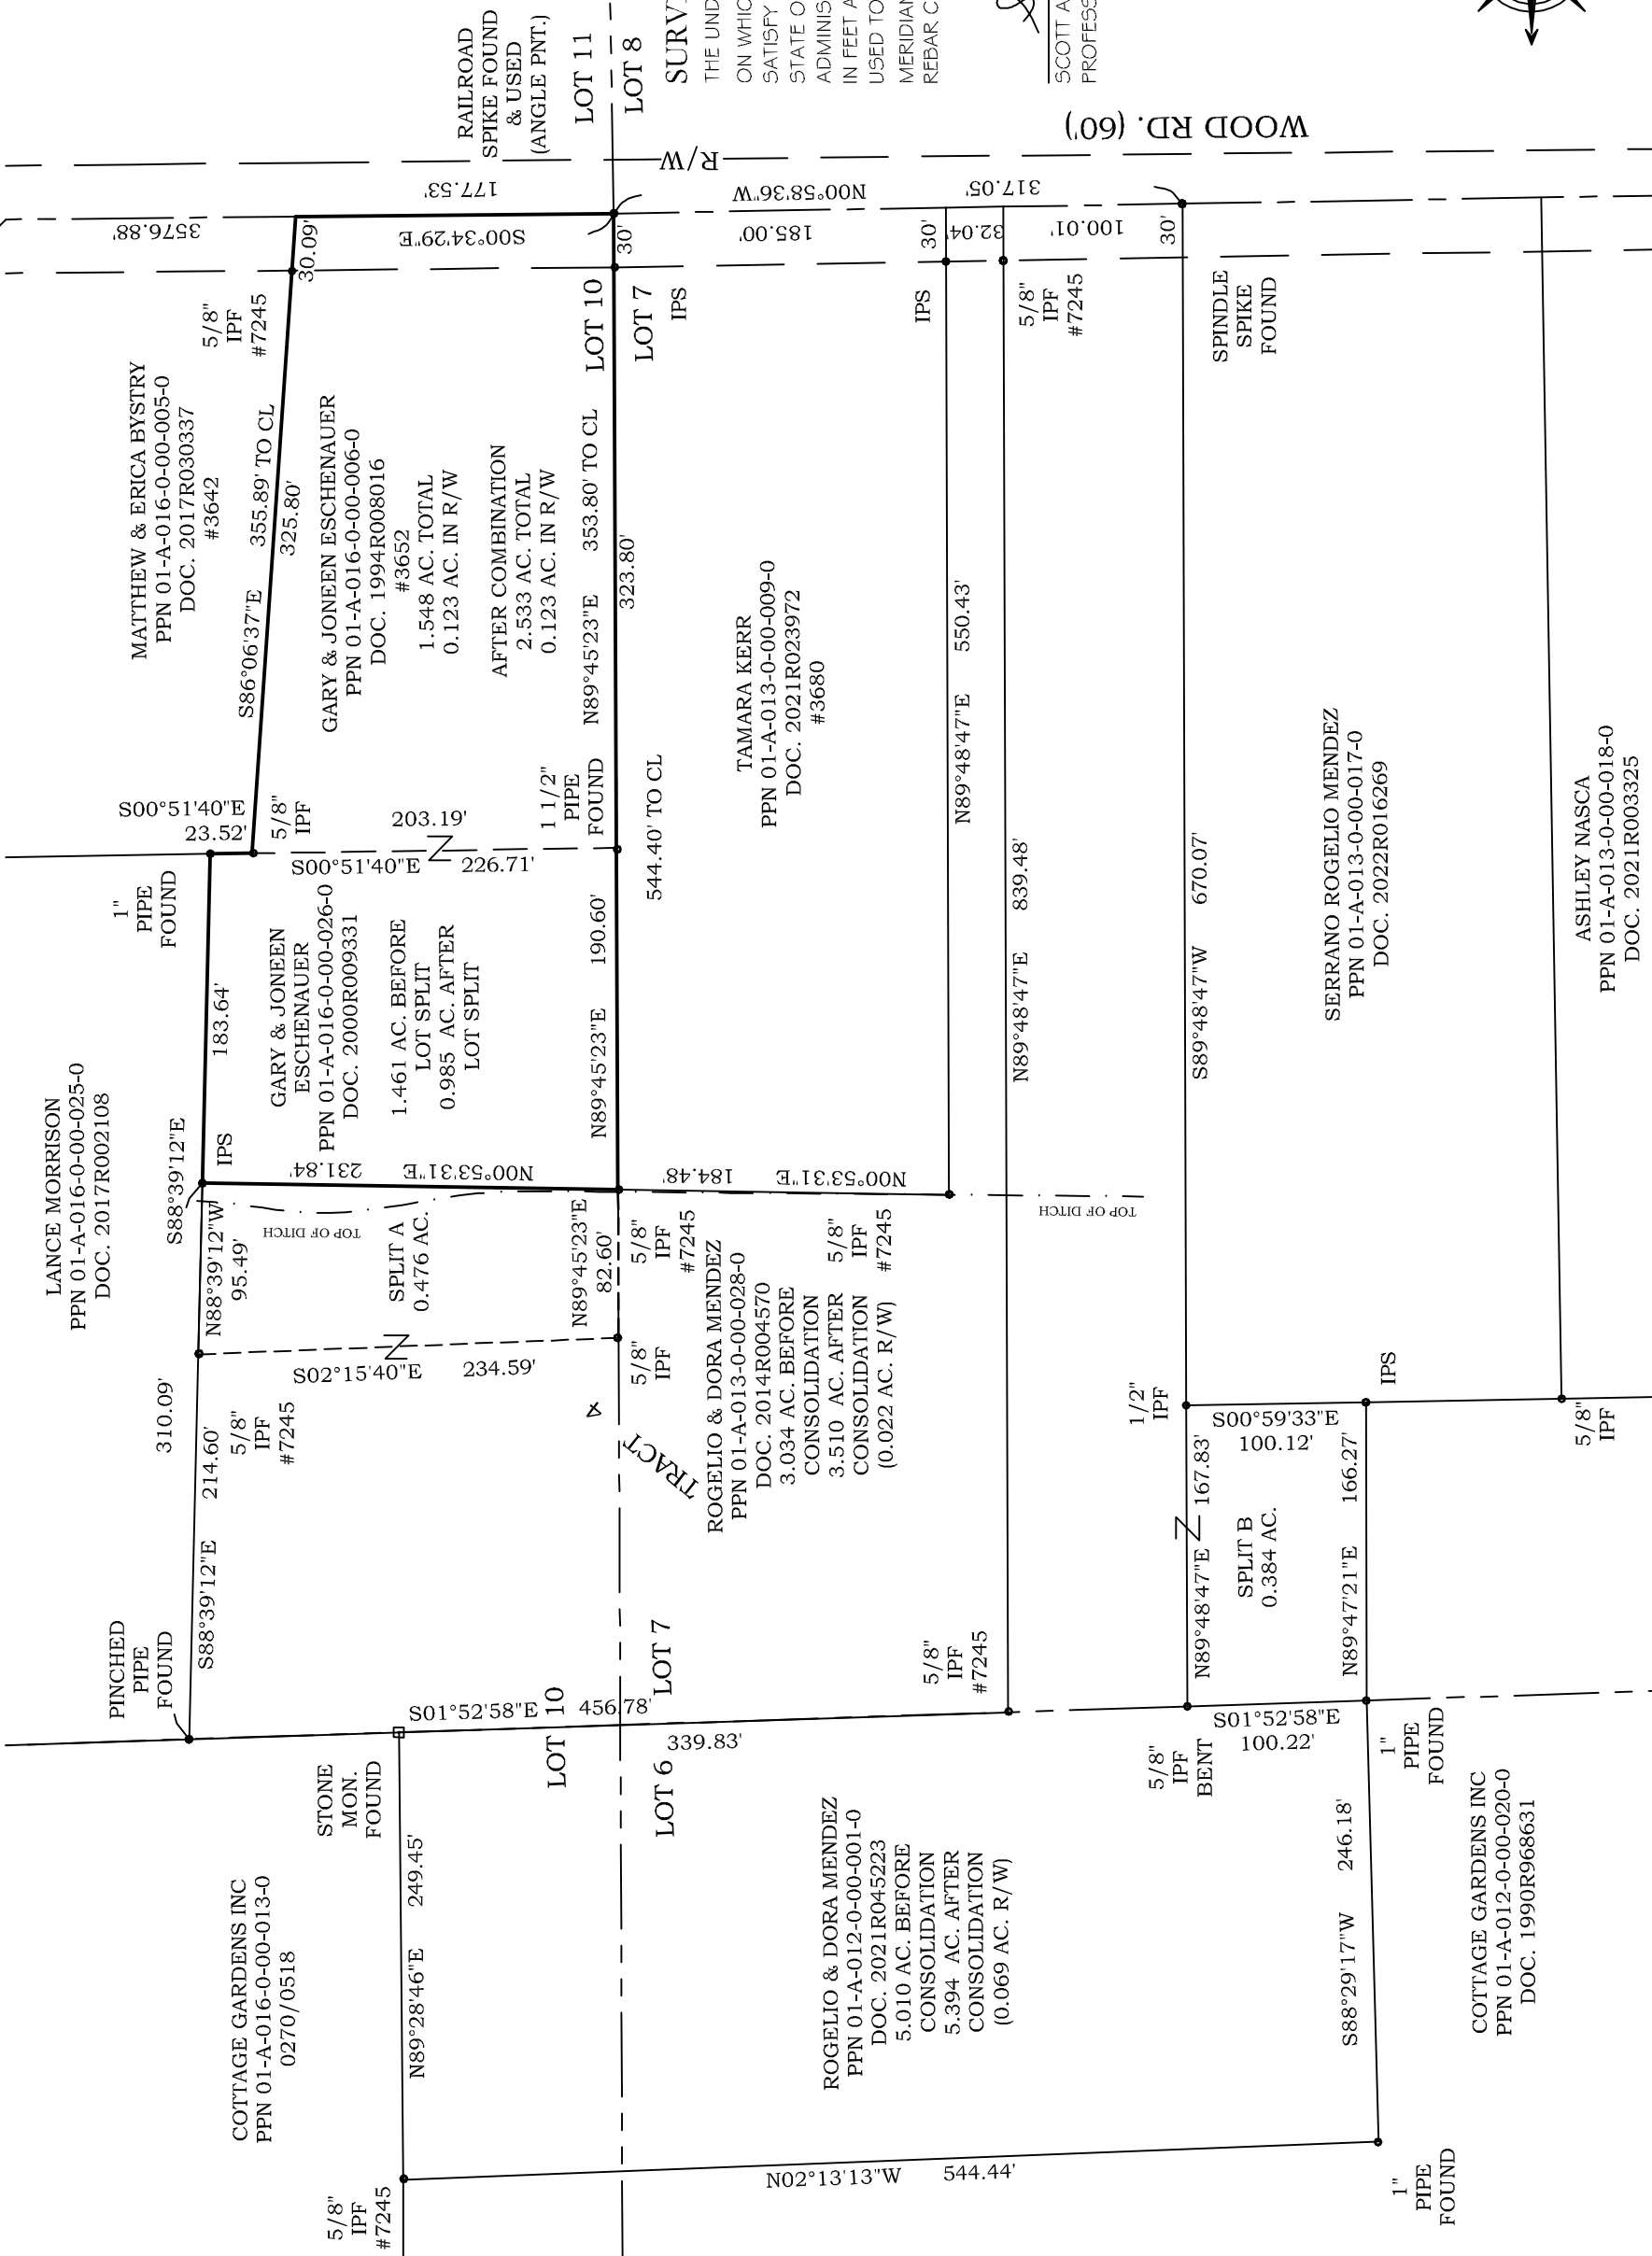 RAILROAD
SPIKE FOUND
& USED
(ANGLE PNT.)
LOT 11
LOT 8
THE UND
ON WHIC
SATISFY
STATE O
ADMINIS
IN FEET A
USED TO
MERIDIAN
REBAR C
SCOTT A
PROFESS
WOOD RD. (60')
R/W
3576.88'
177.53'
S00°34'29"E
30.09'
N00°58'36"W
317.05'
30'
185.00'
30'
32.04'
100.01'
30'
5/8"
IPF
#7245
LOT 10
LOT 7
IPS
IPS
5/8"
IPF
#7245
SPINDLE
SPIKE
FOUND
MATTHEW & ERICA BYSTRY
PPN 01-A-016-0-00-005-0
DOC. 2017R030337
#3642
S86°06'37"E 355.89' TO CL
325.80'
GARY & JONEEN ESCHENAUER
PPN 01-A-016-0-00-006-0
DOC. 1994R008016
#3652
1.548 AC. TOTAL
0.123 AC. IN R/W
AFTER COMBINATION
2.533 AC. TOTAL
0.123 AC. IN R/W
N89°45'23"E 353.80' TO CL
323.80'
TAMARA KERR
PPN 01-A-013-0-00-009-0
DOC. 2021R023972
#3680
N89°48'47"E 550.43'
S00°51'40"E
23.52'
5/8"
IPF
203.19'
S00°51'40"E 226.71'
1 1/2"
PIPE
FOUND
544.40' TO CL
1"
PIPE
FOUND
N89°48'47"E 839.48'
S89°48'47"W 670.07'
SERRANO ROGELIO MENDEZ
PPN 01-A-013-0-00-017-0
DOC. 2022R016269
ASHLEY NASCA
PPN 01-A-013-0-00-018-0
DOC. 2021R003325
LANCE MORRISON
PPN 01-A-016-0-00-025-0
DOC. 2017R002108
S88°39'12"E
183.64'
IPS
GARY & JONEEN
ESCHENAUER
PPN 01-A-016-0-00-026-0
DOC. 2000R009331
1.461 AC. BEFORE
LOT SPLIT
0.985 AC. AFTER
LOT SPLIT
N89°45'23"E 190.60'
N00°53'31"E 231.84'
N00°53'31"E 184.48'
TOP OF DITCH
TOP OF DITCH
N88°39'12"W
95.49'
SPLIT A
0.476 AC.
N89°45'23"E
82.60'
5/8"
IPF
#7245
5/8"
IPF
#7245
S02°15'40"E 234.59'
5/8"
IPF
310.09'
214.60'
5/8"
IPF
#7245
S88°39'12"E
TRACT 4
ROGELIO & DORA MENDEZ
PPN 01-A-013-0-00-028-0
DOC. 2014R004570
3.034 AC. BEFORE
CONSOLIDATION
3.510 AC. AFTER
CONSOLIDATION
(0.022 AC. R/W)
1/2"
IPF
S00°59'33"E
100.12'
IPS
5/8"
IPF
N89°48'47"E 167.83'
SPLIT B
0.384 AC.
N89°47'21"E 166.27'
PINCHED
PIPE
FOUND
LOT 7
LOT 10
S01°52'58"E 456.78'
339.83'
5/8"
IPF
#7245
LOT 6
STONE
MON.
FOUND
S01°52'58"E
100.22'
5/8"
IPF
BENT
1"
PIPE
FOUND
COTTAGE GARDENS INC
PPN 01-A-016-0-00-013-0
0270/0518
N89°28'46"E 249.45'
ROGELIO & DORA MENDEZ
PPN 01-A-012-0-00-001-0
DOC. 2021R045223
5.010 AC. BEFORE
CONSOLIDATION
5.394 AC. AFTER
CONSOLIDATION
(0.069 AC. R/W)
S88°29'17"W 246.18'
COTTAGE GARDENS INC
PPN 01-A-012-0-00-020-0
DOC. 1990R968631
N02°13'13"W 544.44'
5/8"
IPF
#7245
1"
PIPE
FOUND